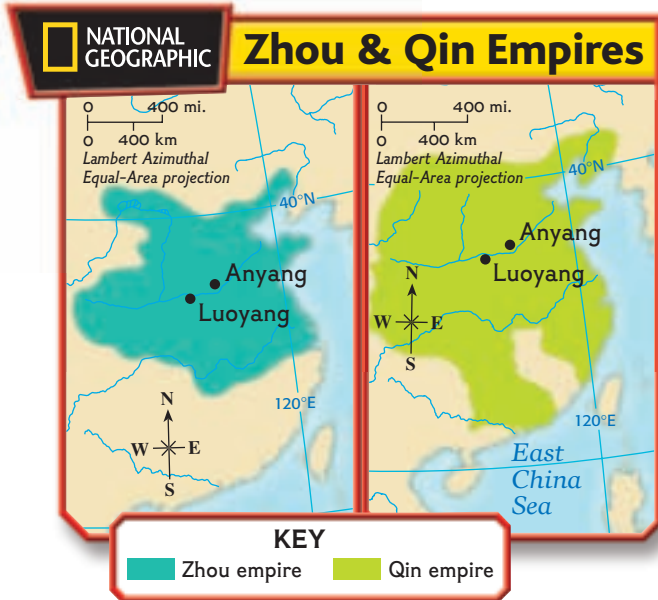 NATIONAL
GEOGRAPHIC
Zhou & Qin Empires
0 400 mi.
0 400 km
Lambert Azimuthal
Equal-Area projection
40°N
Anyang
Luoyang
120°E
N
W E
S
0 400 mi.
0 400 km
Lambert Azimuthal
Equal-Area projection
40°N
Anyang
Luoyang
N
W E
S
120°E
East
China
Sea
KEY
Zhou empire
Qin empire